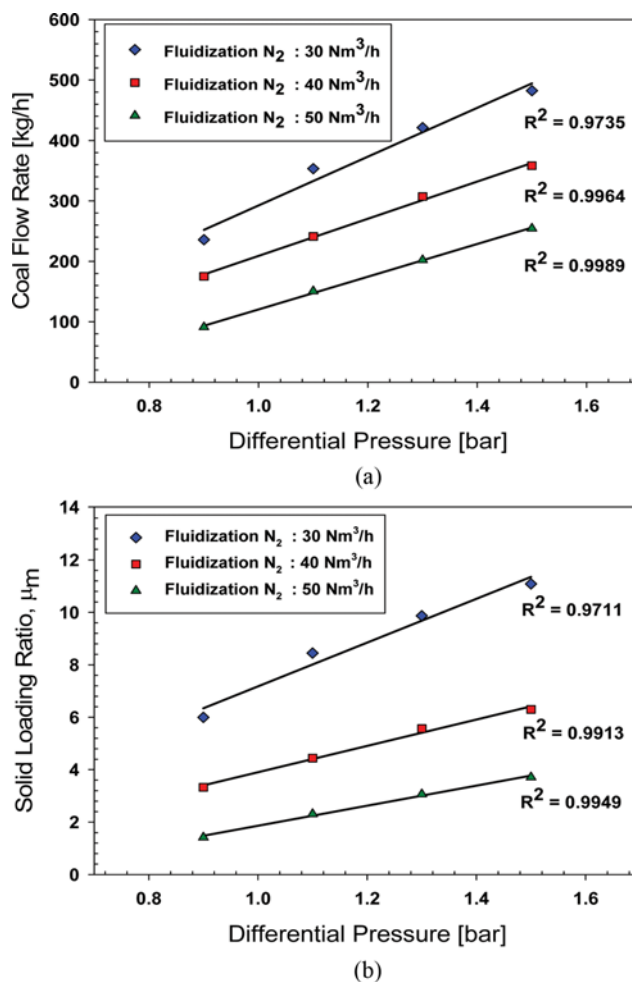 600
500
400
300
200
100
0
Coal Flow Rate [kg/h]
Fluidization N₂ : 30 Nm³/h
Fluidization N₂ : 40 Nm³/h
Fluidization N₂ : 50 Nm³/h
R² = 0.9735
R² = 0.9964
R² = 0.9989
0.8 1.0 1.2 1.4 1.6
Differential Pressure [bar]
(a)
14
12
10
8
6
4
2
0
Solid Loading Ratio, μm
Fluidization N₂ : 30 Nm³/h
Fluidization N₂ : 40 Nm³/h
Fluidization N₂ : 50 Nm³/h
R² = 0.9711
R² = 0.9913
R² = 0.9949
0.8 1.0 1.2 1.4 1.6
Differential Pressure [bar]
(b)